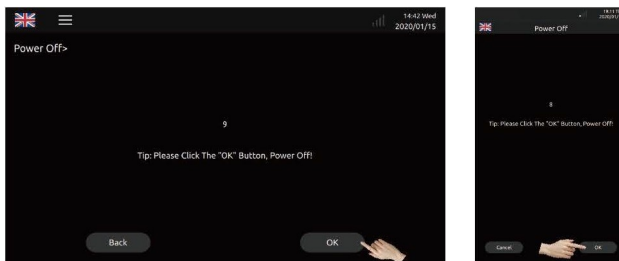 14:42 Wed
2020/01/15
Power Off>
9
Tip: Please Click The "OK" Button, Power Off!
Back
OK
Power Off
8
Tip: Please Click The "OK" Button, Power Off!
Cancel
OK